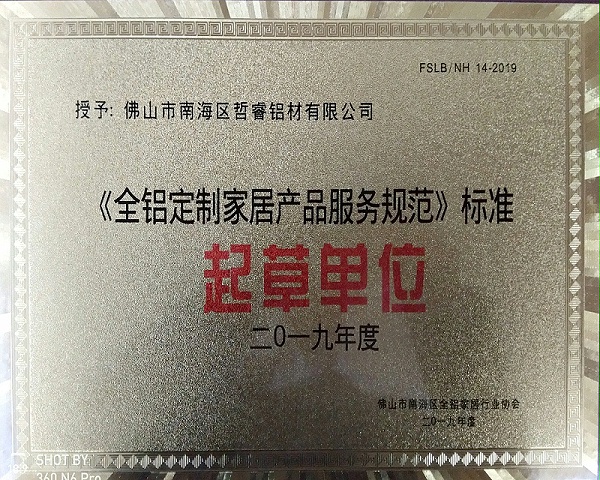 FSLB/NH 14-2019
授予: 佛山市南海区哲睿铝材有限公司
《全铝定制家居产品服务规范》标准
起草单位
二0一九年度
佛山市南海区全铝家居行业协会
二0一九年度
SHOT BY
360 N6 Pro